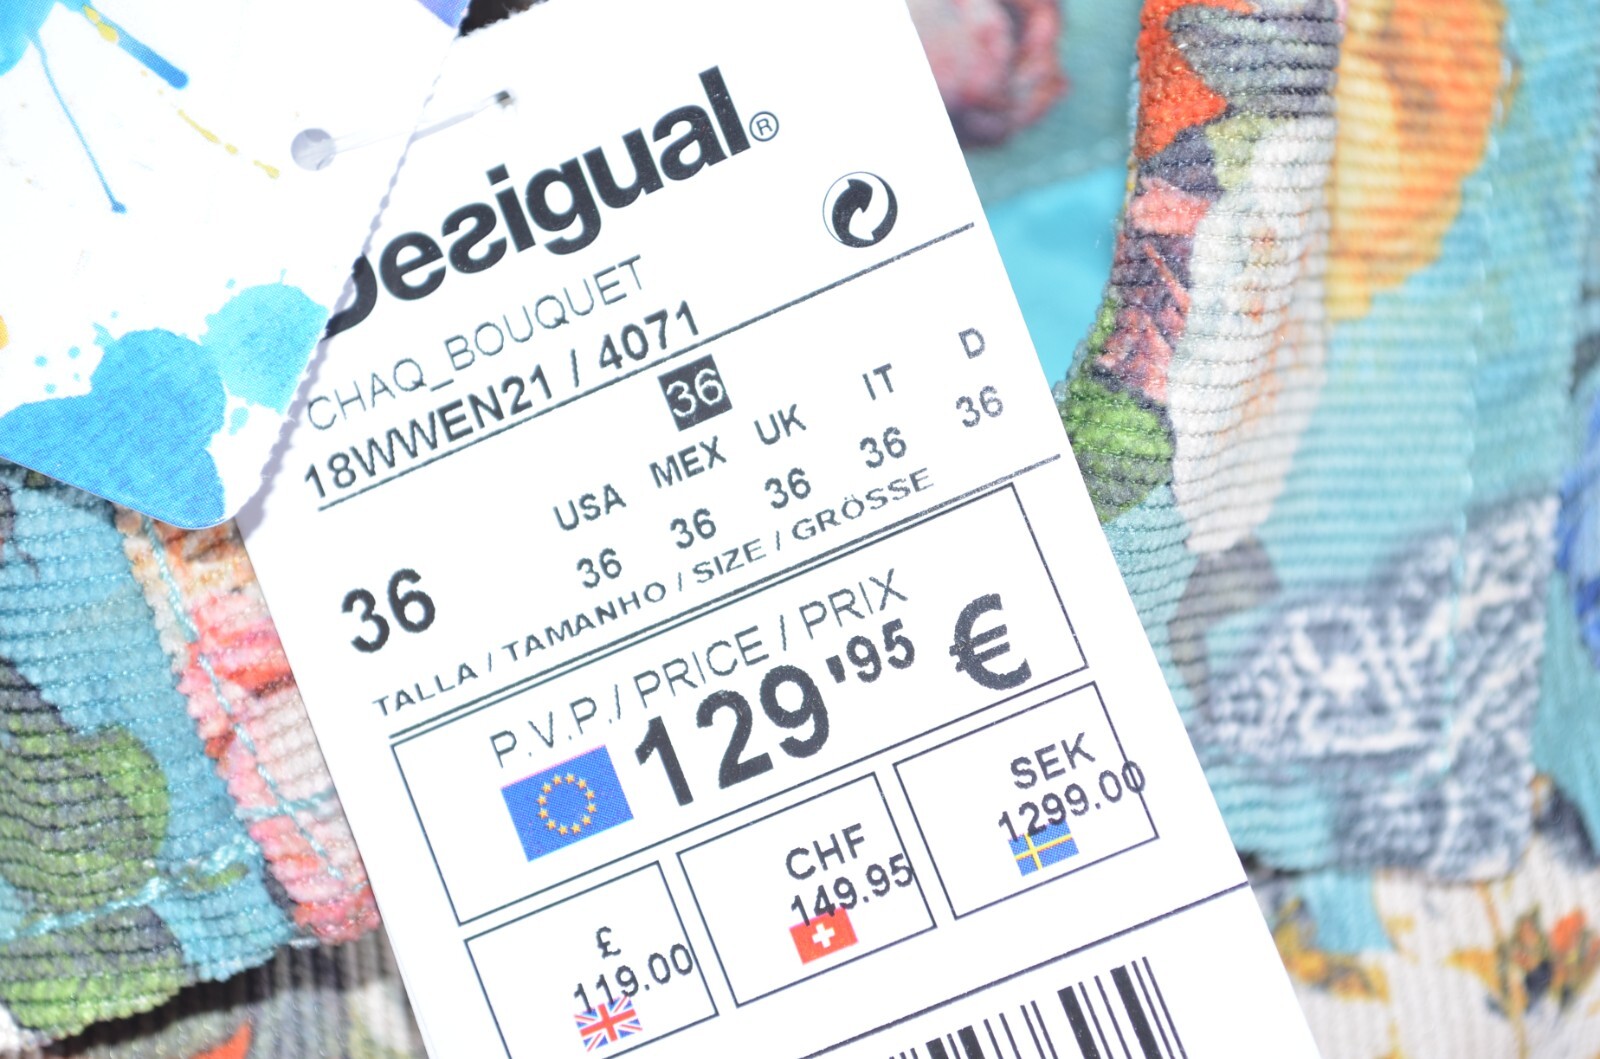 Desigual®
CHAQ_BOUQUET
18WWEN21 / 4071
36
USA MEX UK IT D
36 36 36 36 36 36
TALLA / TAMANHO / SIZE / GRÖSSE
P.V.P./ PRICE / PRIX
129'95 €
£
119.00
CHF
149.95
SEK
1299.00